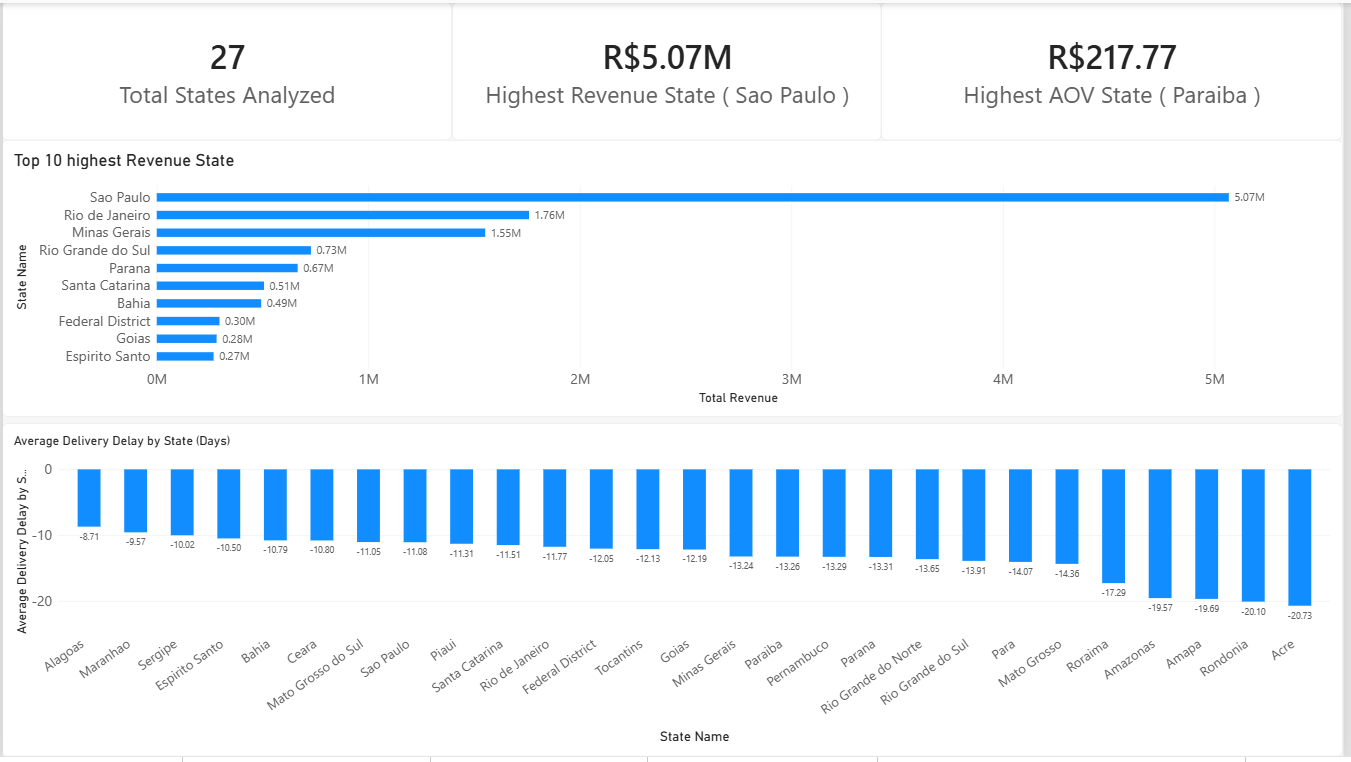 27
Total States Analyzed
R$5.07M
Highest Revenue State ( Sao Paulo )
R$217.77
Highest AOV State ( Paraiba )
Top 10 highest Revenue State
State Name
Sao Paulo 5.07M
Rio de Janeiro 1.76M
Minas Gerais 1.55M
Rio Grande do Sul 0.73M
Parana 0.67M
Santa Catarina 0.51M
Bahia 0.49M
Federal District 0.30M
Goias 0.28M
Espirito Santo 0.27M
0M 1M 2M 3M 4M 5M
Total Revenue
Average Delivery Delay by State (Days)
Average Delivery Delay by S...
0
-10
-20
-8.71 -9.57 -10.02 -10.50 -10.79 -10.80 -11.05 -11.08 -11.31 -11.51 -11.77 -12.05 -12.13 -12.19 -13.24 -13.26 -13.29 -13.31 -13.65 -13.91 -14.07 -14.36 -17.29 -19.57 -19.69 -20.10 -20.73
Alagoas Maranhao Sergipe Espirito Santo Bahia Ceara Mato Grosso do Sul Sao Paulo Piaui Santa Catarina Rio de Janeiro Federal District Tocantins Goias Minas Gerais Paraiba Pernambuco Parana Rio Grande do Norte Rio Grande do Sul Para Mato Grosso Roraima Amazonas Amapa Rondonia Acre
State Name